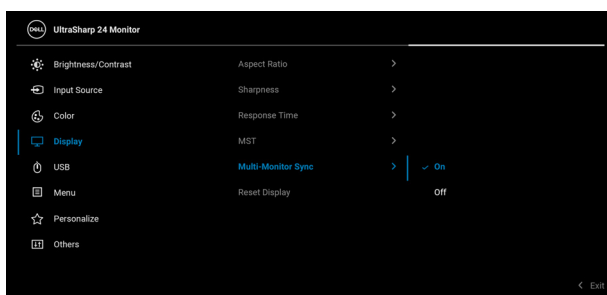 DELL UltraSharp 24 Monitor
Brightness/Contrast Aspect Ratio >
Input Source Sharpness >
Color Response Time >
Display MST >
USB Multi-Monitor Sync > ✓ On
Menu Reset Display Off
Personalize
Others
< Exit